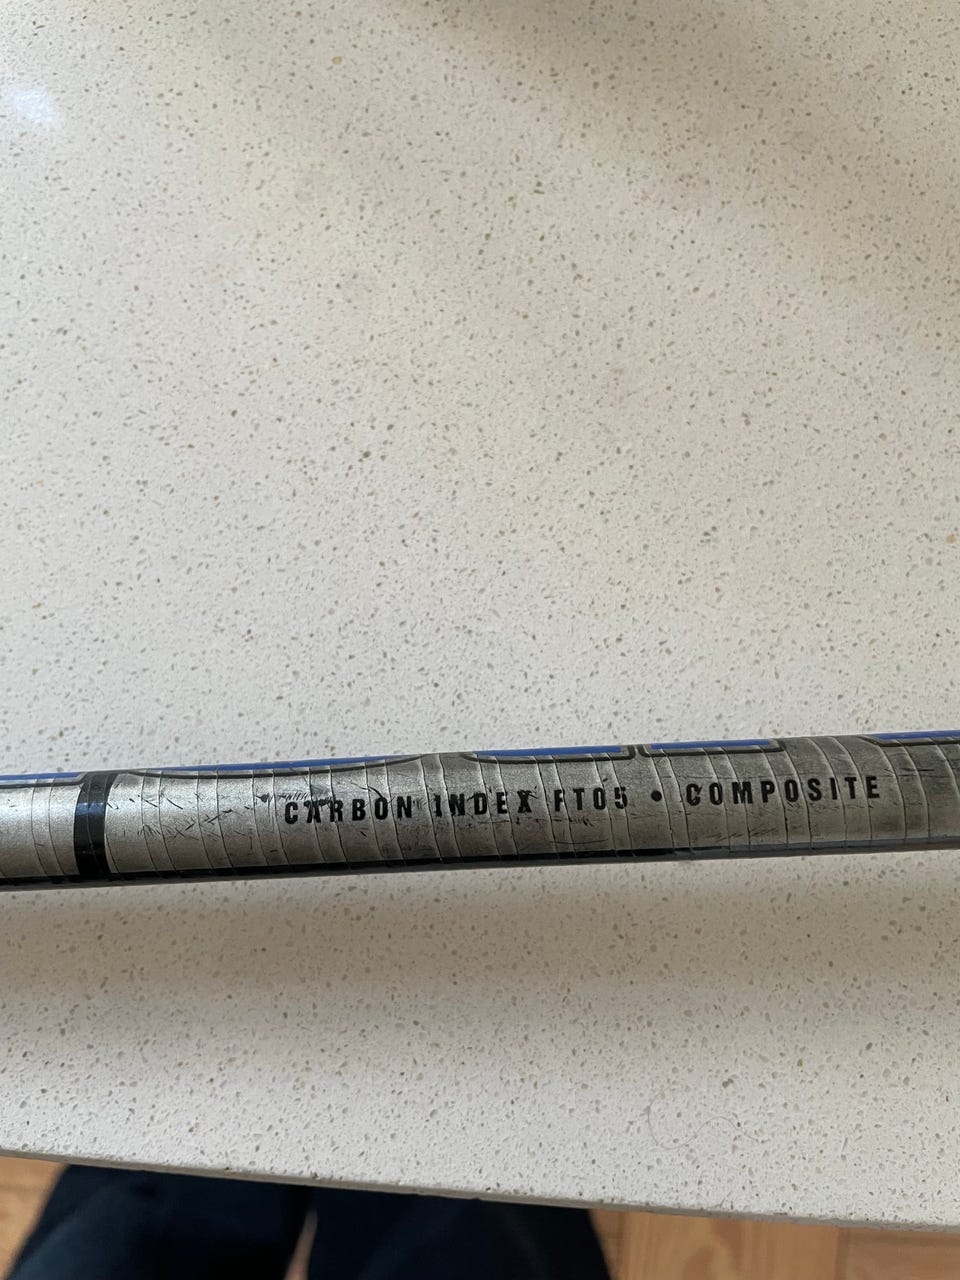 CARBON INDEX FT05 • COMPOSITE